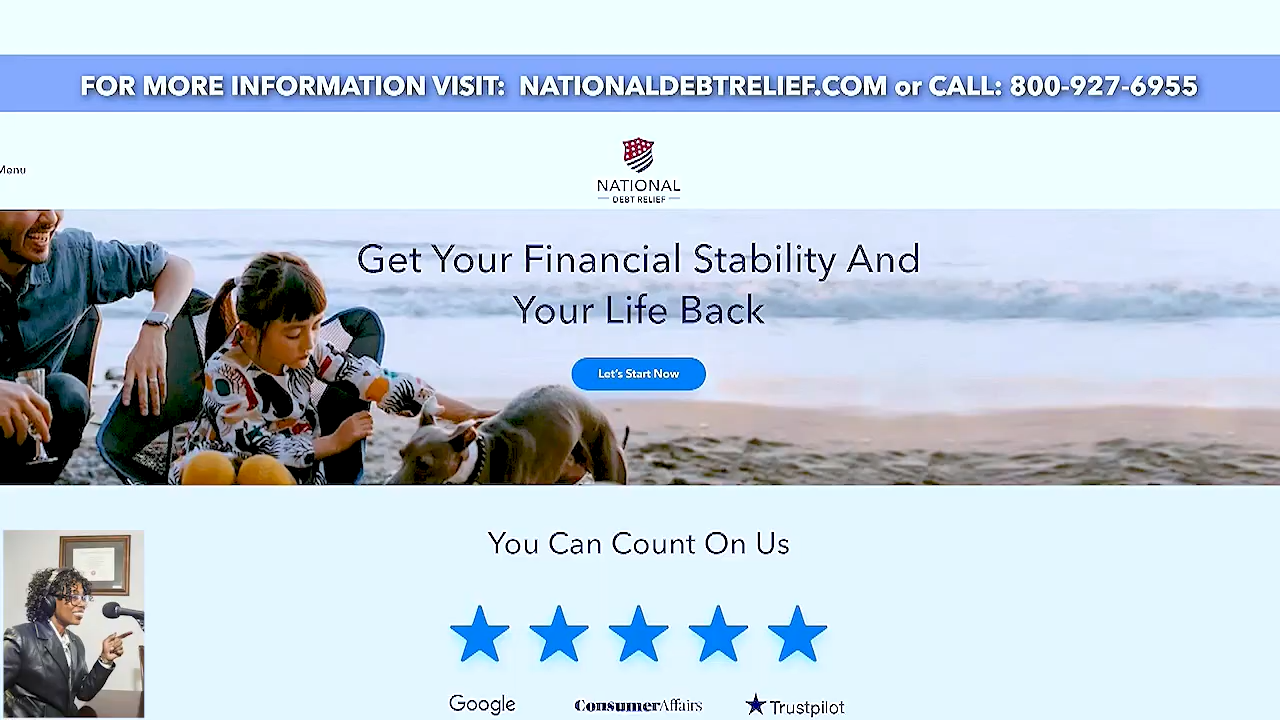 FOR MORE INFORMATION VISIT: NATIONALDEBTRELIEF.COM or CALL: 800-927-6955
Menu
NATIONAL
DEBT RELIEF
Get Your Financial Stability And
Your Life Back
Let's Start Now
You Can Count On Us
Google
ConsumerAffairs
Trustpilot